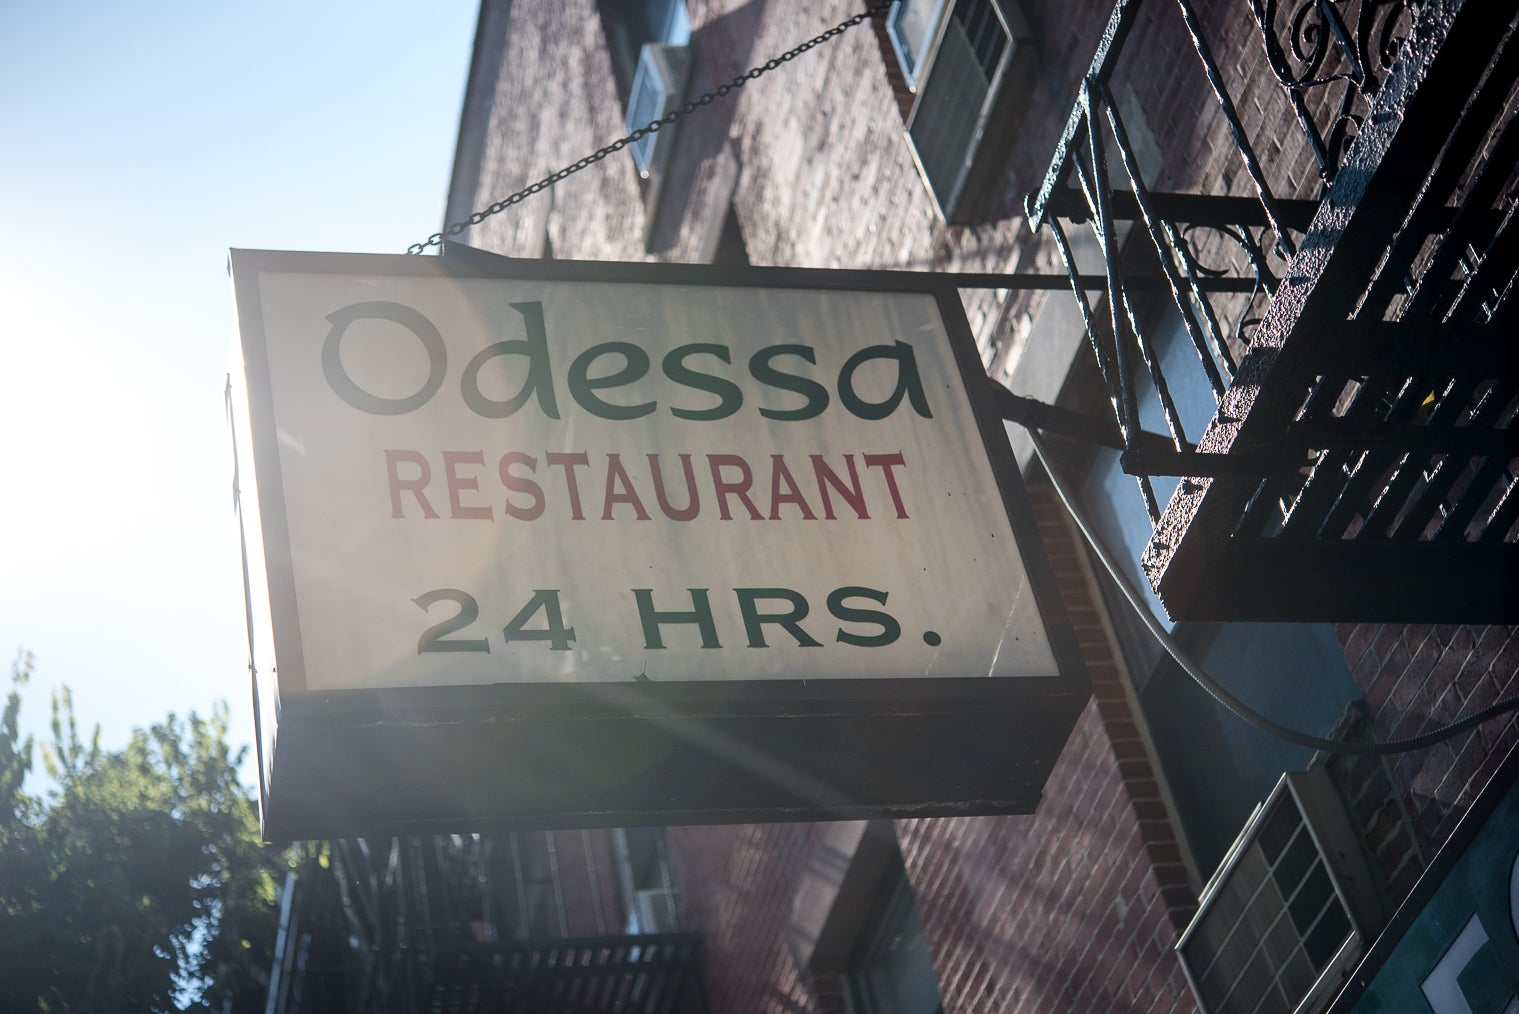 Odessa
RESTAURANT
24 HRS.